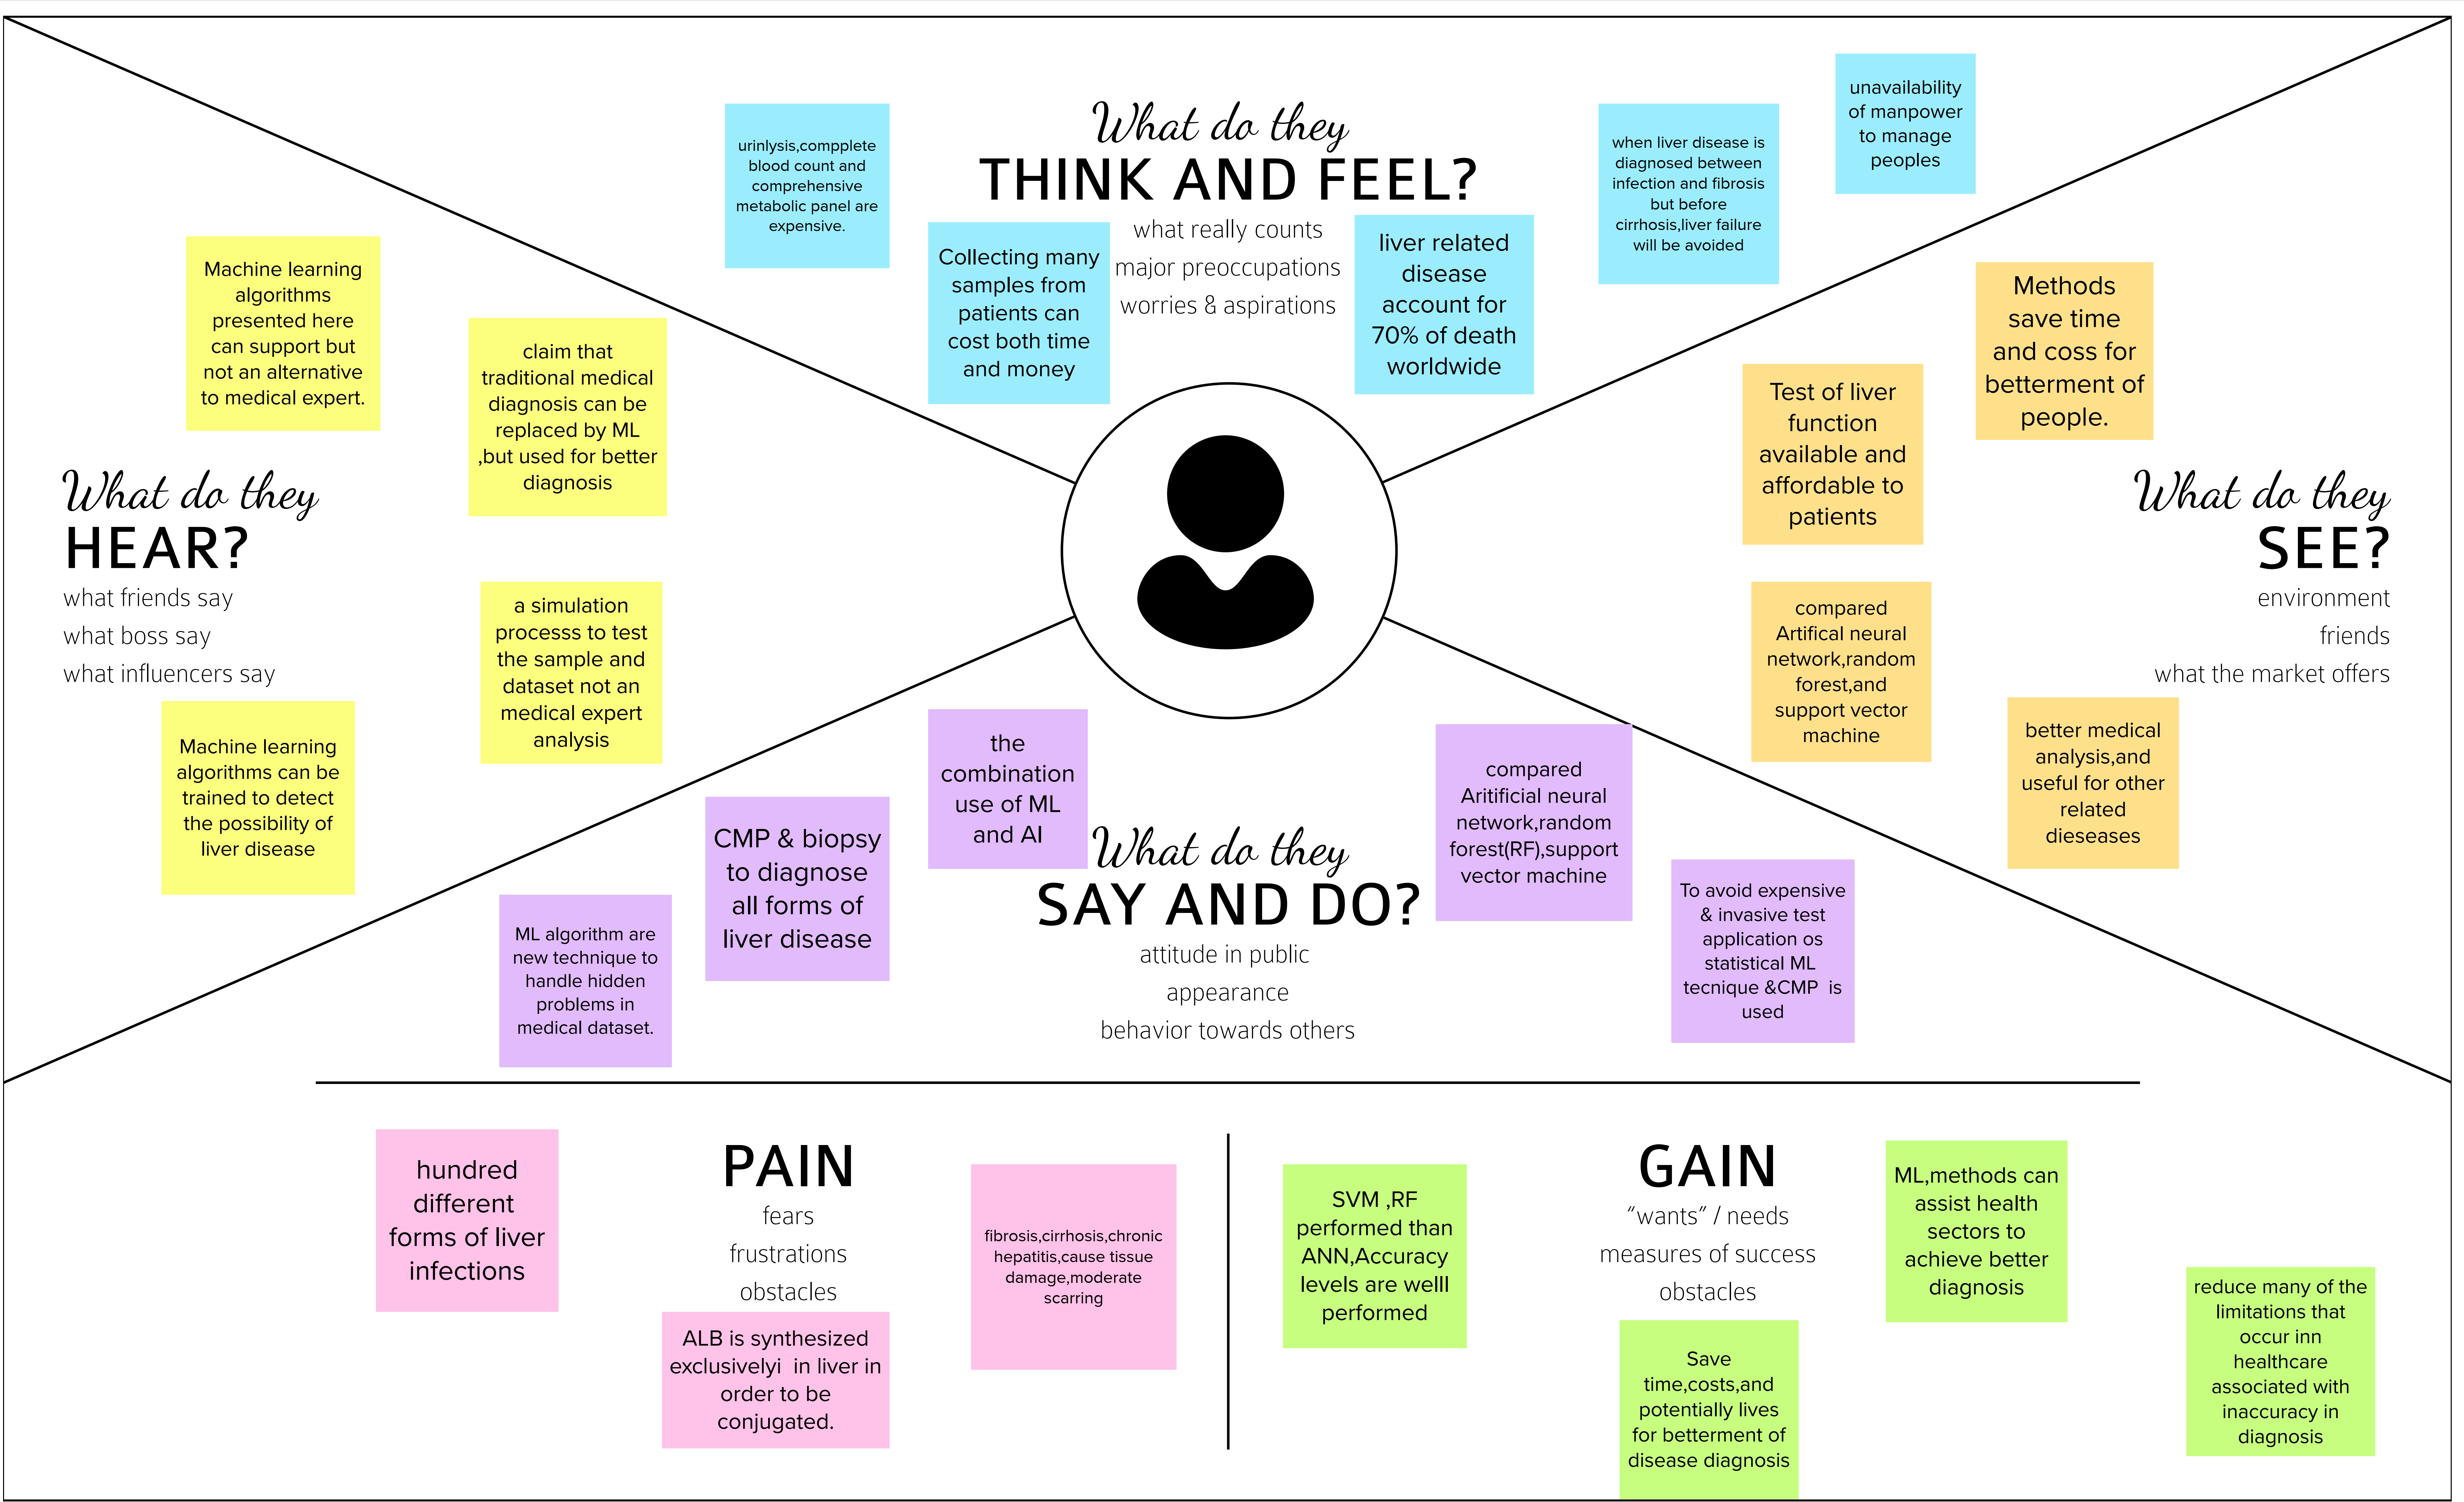 What do they
THINK AND FEEL?
what really counts
major preoccupations
worries & aspirations
urinlysis,compplete
blood count and
comprehensive
metabolic panel are
expensive.
Collecting many
samples from
patients can
cost both time
and money
liver related
disease
account for
70% of death
worldwide
when liver disease is
diagnosed between
infection and fibrosis
but before
cirrhosis,liver failure
will be avoided
unavailability
of manpower
to manage
peoples
What do they
HEAR?
what friends say
what boss say
what influencers say
Machine learning
algorithms
presented here
can support but
not an alternative
to medical expert.
claim that
traditional medical
diagnosis can be
replaced by ML
,but used for better
diagnosis
a simulation
processs to test
the sample and
dataset not an
medical expert
analysis
Machine learning
algorithms can be
trained to detect
the possibility of
liver disease
What do they
SEE?
environment
friends
what the market offers
Methods
save time
and coss for
betterment of
people.
Test of liver
function
available and
affordable to
patients
compared
Artifical neural
network,random
forest,and
support vector
machine
better medical
analysis,and
useful for other
related
dieseases
What do they
SAY AND DO?
attitude in public
appearance
behavior towards others
the
combination
use of ML
and AI
CMP & biopsy
to diagnose
all forms of
liver disease
ML algorithm are
new technique to
handle hidden
problems in
medical dataset.
compared
Aritificial neural
network,random
forest(RF),support
vector machine
To avoid expensive
& invasive test
application os
statistical ML
tecnique &CMP is
used
PAIN
fears
frustrations
obstacles
hundred
different
forms of liver
infections
ALB is synthesized
exclusivelyi in liver in
order to be
conjugated.
fibrosis,cirrhosis,chronic
hepatitis,cause tissue
damage,moderate
scarring
GAIN
"wants" / needs
measures of success
obstacles
SVM ,RF
performed than
ANN,Accuracy
levels are welll
performed
Save
time,costs,and
potentially lives
for betterment of
disease diagnosis
ML,methods can
assist health
sectors to
achieve better
diagnosis
reduce many of the
limitations that
occur inn
healthcare
associated with
inaccuracy in
diagnosis